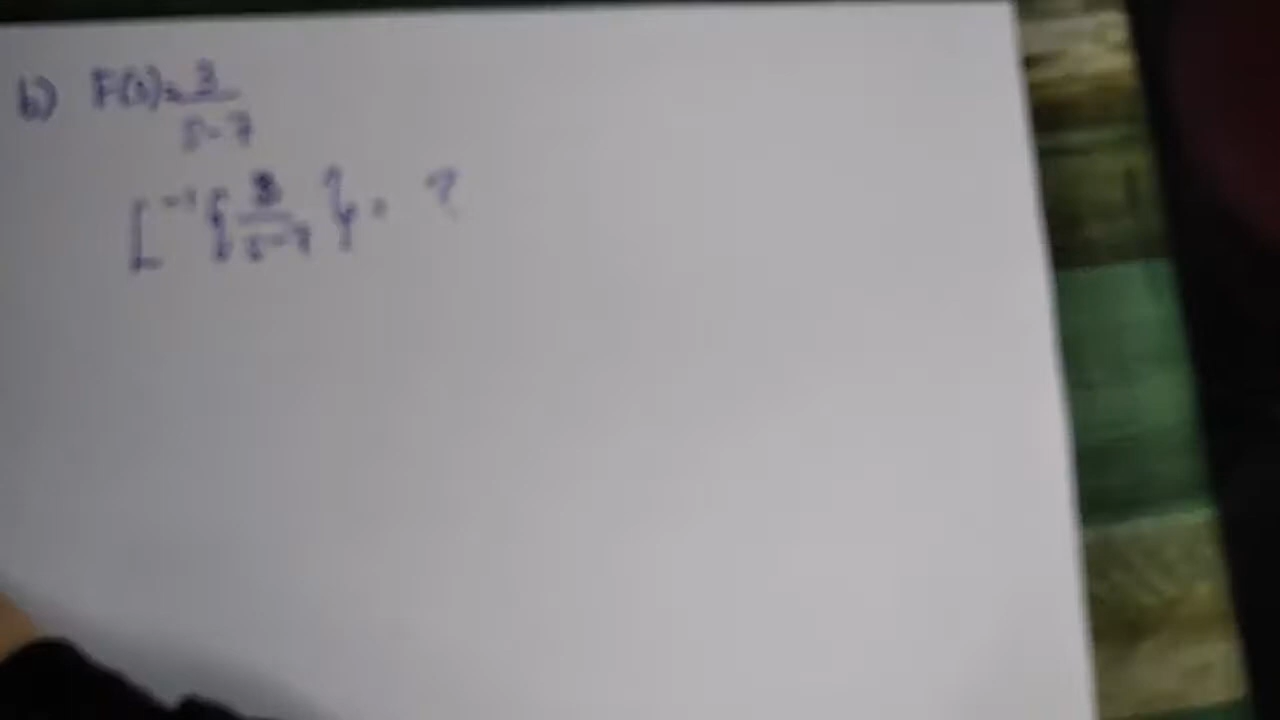 b) F(s)= 3/s-7
L⁻¹{3/s-7}= ?